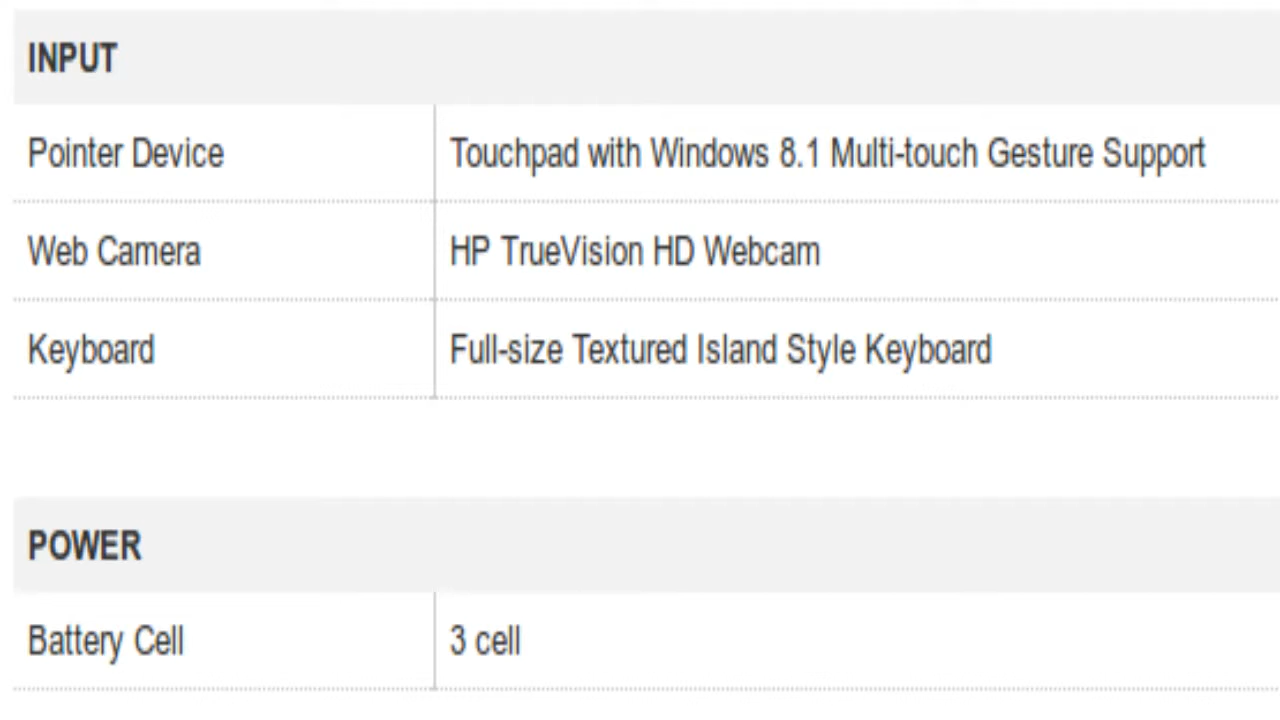 INPUT
Pointer Device Touchpad with Windows 8.1 Multi-touch Gesture Support
Web Camera HP TrueVision HD Webcam
Keyboard Full-size Textured Island Style Keyboard
POWER
Battery Cell 3 cell